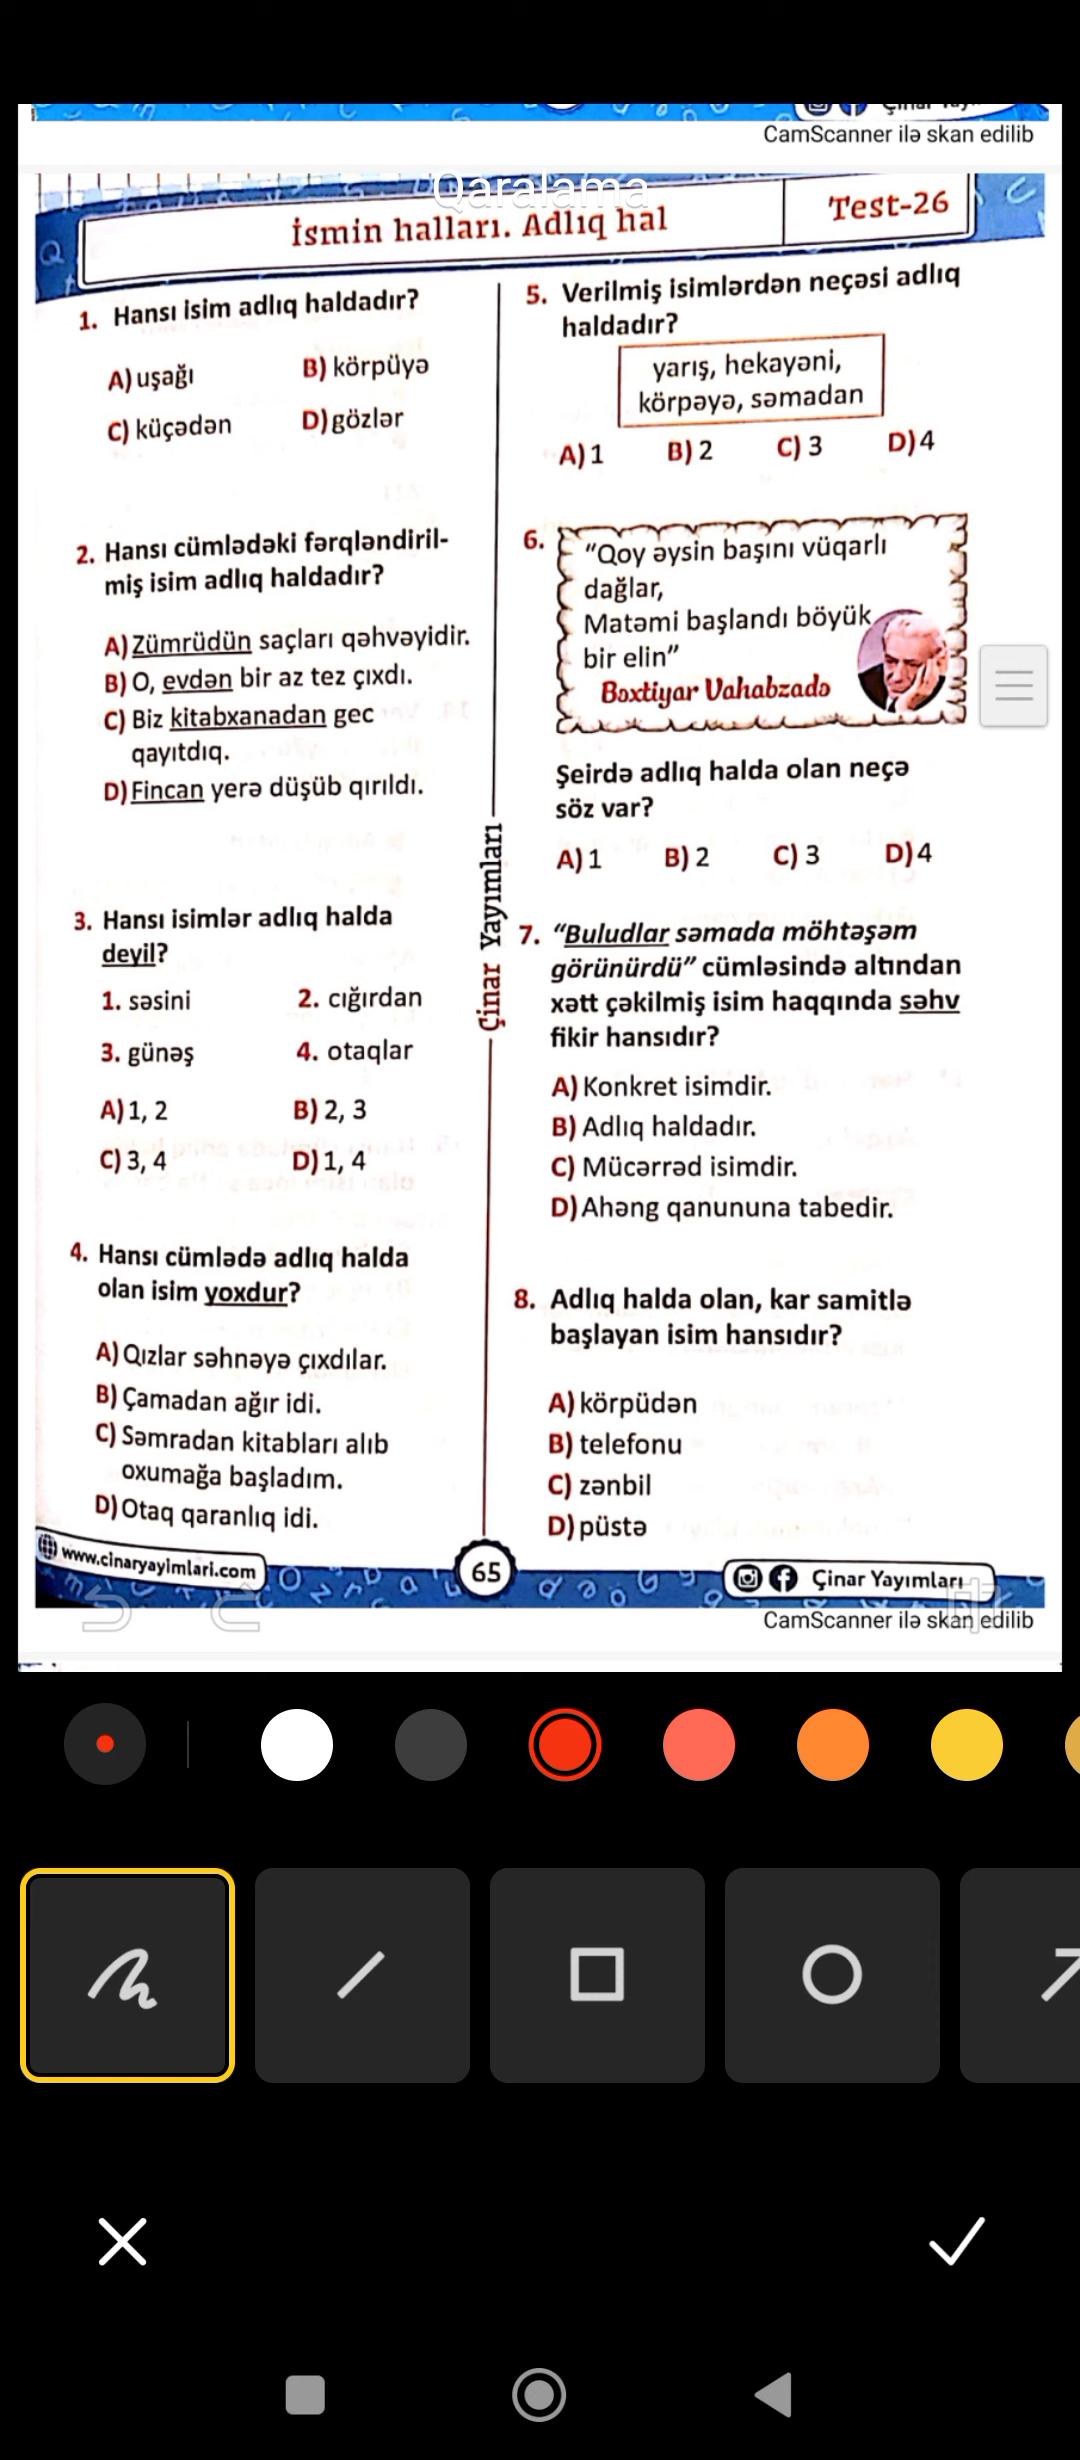 CamScanner ilə skan edilib
Qaralama
İsmin halları. Adlıq hal
Test-26
1. Hansı isim adlıq haldadır?
A) uşağı
B) körpüyə
C) küçədən
D) gözlər
2. Hansı cümlədəki fərqləndiril-
miş isim adlıq haldadır?
A) Zümrüdün saçları qəhvəyidir.
B) O, evdən bir az tez çıxdı.
C) Biz kitabxanadan gec
qayıtdıq.
D) Fincan yerə düşüb qırıldı.
3. Hansı isimlər adlıq halda
deyil?
1. səsini
2. cığırdan
3. günəş
4. otaqlar
A) 1, 2
B) 2, 3
C) 3, 4
D) 1, 4
4. Hansı cümlədə adlıq halda
olan isim yoxdur?
A) Qızlar səhnəyə çıxdılar.
B) Çamadan ağır idi.
C) Səmradan kitabları alıb
oxumağa başladım.
D) Otaq qaranlıq idi.
Çinar Yayımları
5. Verilmiş isimlərdən neçəsi adlıq
haldadır?
yarış, hekayəni,
körpəyə, səmadan
A) 1
B) 2
C) 3
D) 4
6. “Qoy əysin başını vüqarlı
dağlar,
Matəmi başlandı böyük
bir elin”
Bəxtiyar Vahabzadə
Şeirdə adlıq halda olan neçə
söz var?
A) 1
B) 2
C) 3
D) 4
7. “Buludlar səmada möhtəşəm
görünürdü” cümləsində altından
xətt çəkilmiş isim haqqında səhv
fikir hansıdır?
A) Konkret isimdir.
B) Adlıq haldadır.
C) Mücərrəd isimdir.
D) Ahəng qanununa tabedir.
8. Adlıq halda olan, kar samitlə
başlayan isim hansıdır?
A) körpüdən
B) telefonu
C) zənbil
D) püstə
www.cinaryayimlari.com
65
Çinar Yayımları
CamScanner ilə skan edilib